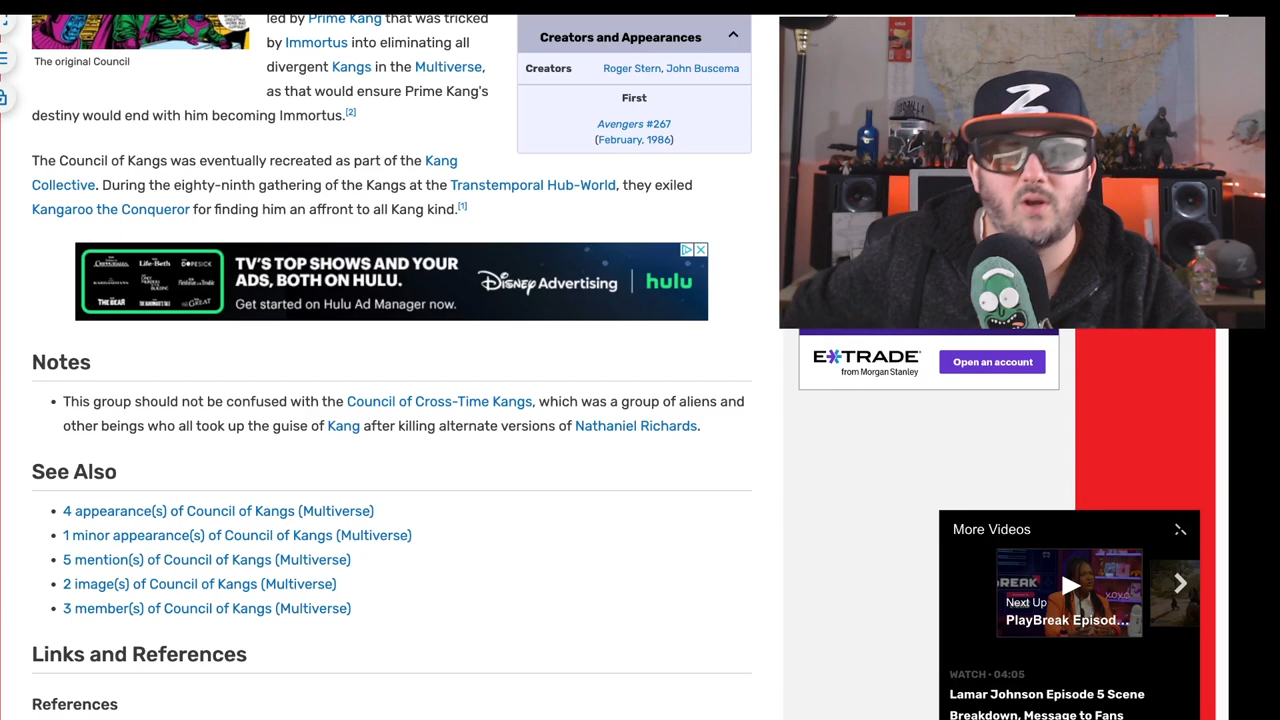 led by Prime Kang that was tricked
by Immortus into eliminating all
divergent Kangs in the Multiverse,
as that would ensure Prime Kang's
destiny would end with him becoming Immortus.[2]
The original Council
Creators and Appearances
Creators Roger Stern, John Buscema
First
Avengers #267
(February, 1986)
The Council of Kangs was eventually recreated as part of the Kang
Collective. During the eighty-ninth gathering of the Kangs at the Transtemporal Hub-World, they exiled
Kangaroo the Conqueror for finding him an affront to all Kang kind.[1]
Life & Beth
DOPESICK
THE BEAR
GREAT
TV'S TOP SHOWS AND YOUR
ADS, BOTH ON HULU.
Get started on Hulu Ad Manager now.
Disney Advertising | hulu
Notes
• This group should not be confused with the Council of Cross-Time Kangs, which was a group of aliens and
other beings who all took up the guise of Kang after killing alternate versions of Nathaniel Richards.
See Also
• 4 appearance(s) of Council of Kangs (Multiverse)
• 1 minor appearance(s) of Council of Kangs (Multiverse)
• 5 mention(s) of Council of Kangs (Multiverse)
• 2 image(s) of Council of Kangs (Multiverse)
• 3 member(s) of Council of Kangs (Multiverse)
Links and References
References
Z
E*TRADE
from Morgan Stanley
Open an account
More Videos
REAK
XOXO
Next Up
PlayBreak Episod...
WATCH • 04:05
Lamar Johnson Episode 5 Scene
Breakdown, Message to Fans